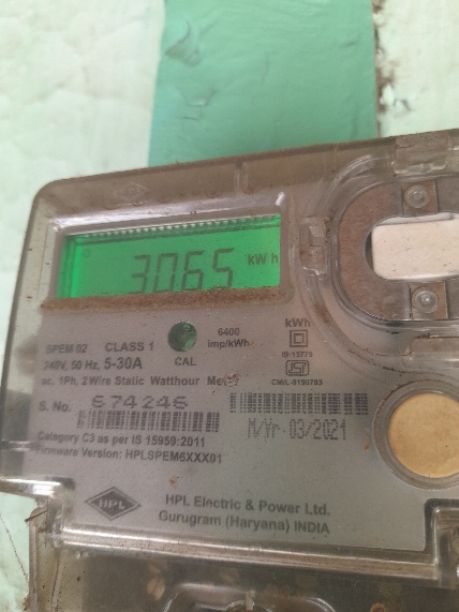 3065 kWh
SPEM 02 CLASS 1
240V, 50 Hz, 5-30A
CAL
6400
imp/kWh
kWh
IS-13779
CM/L-8190793
ac. 1Ph, 2Wire Static Watthour Meter
S. No. 674246
M/Yr-03/2021
Category C3 as per IS 15959:2011
Firmware Version: HPLSPEM6XXX01
HPL
HPL Electric & Power Ltd.
Gurugram (Haryana) INDIA